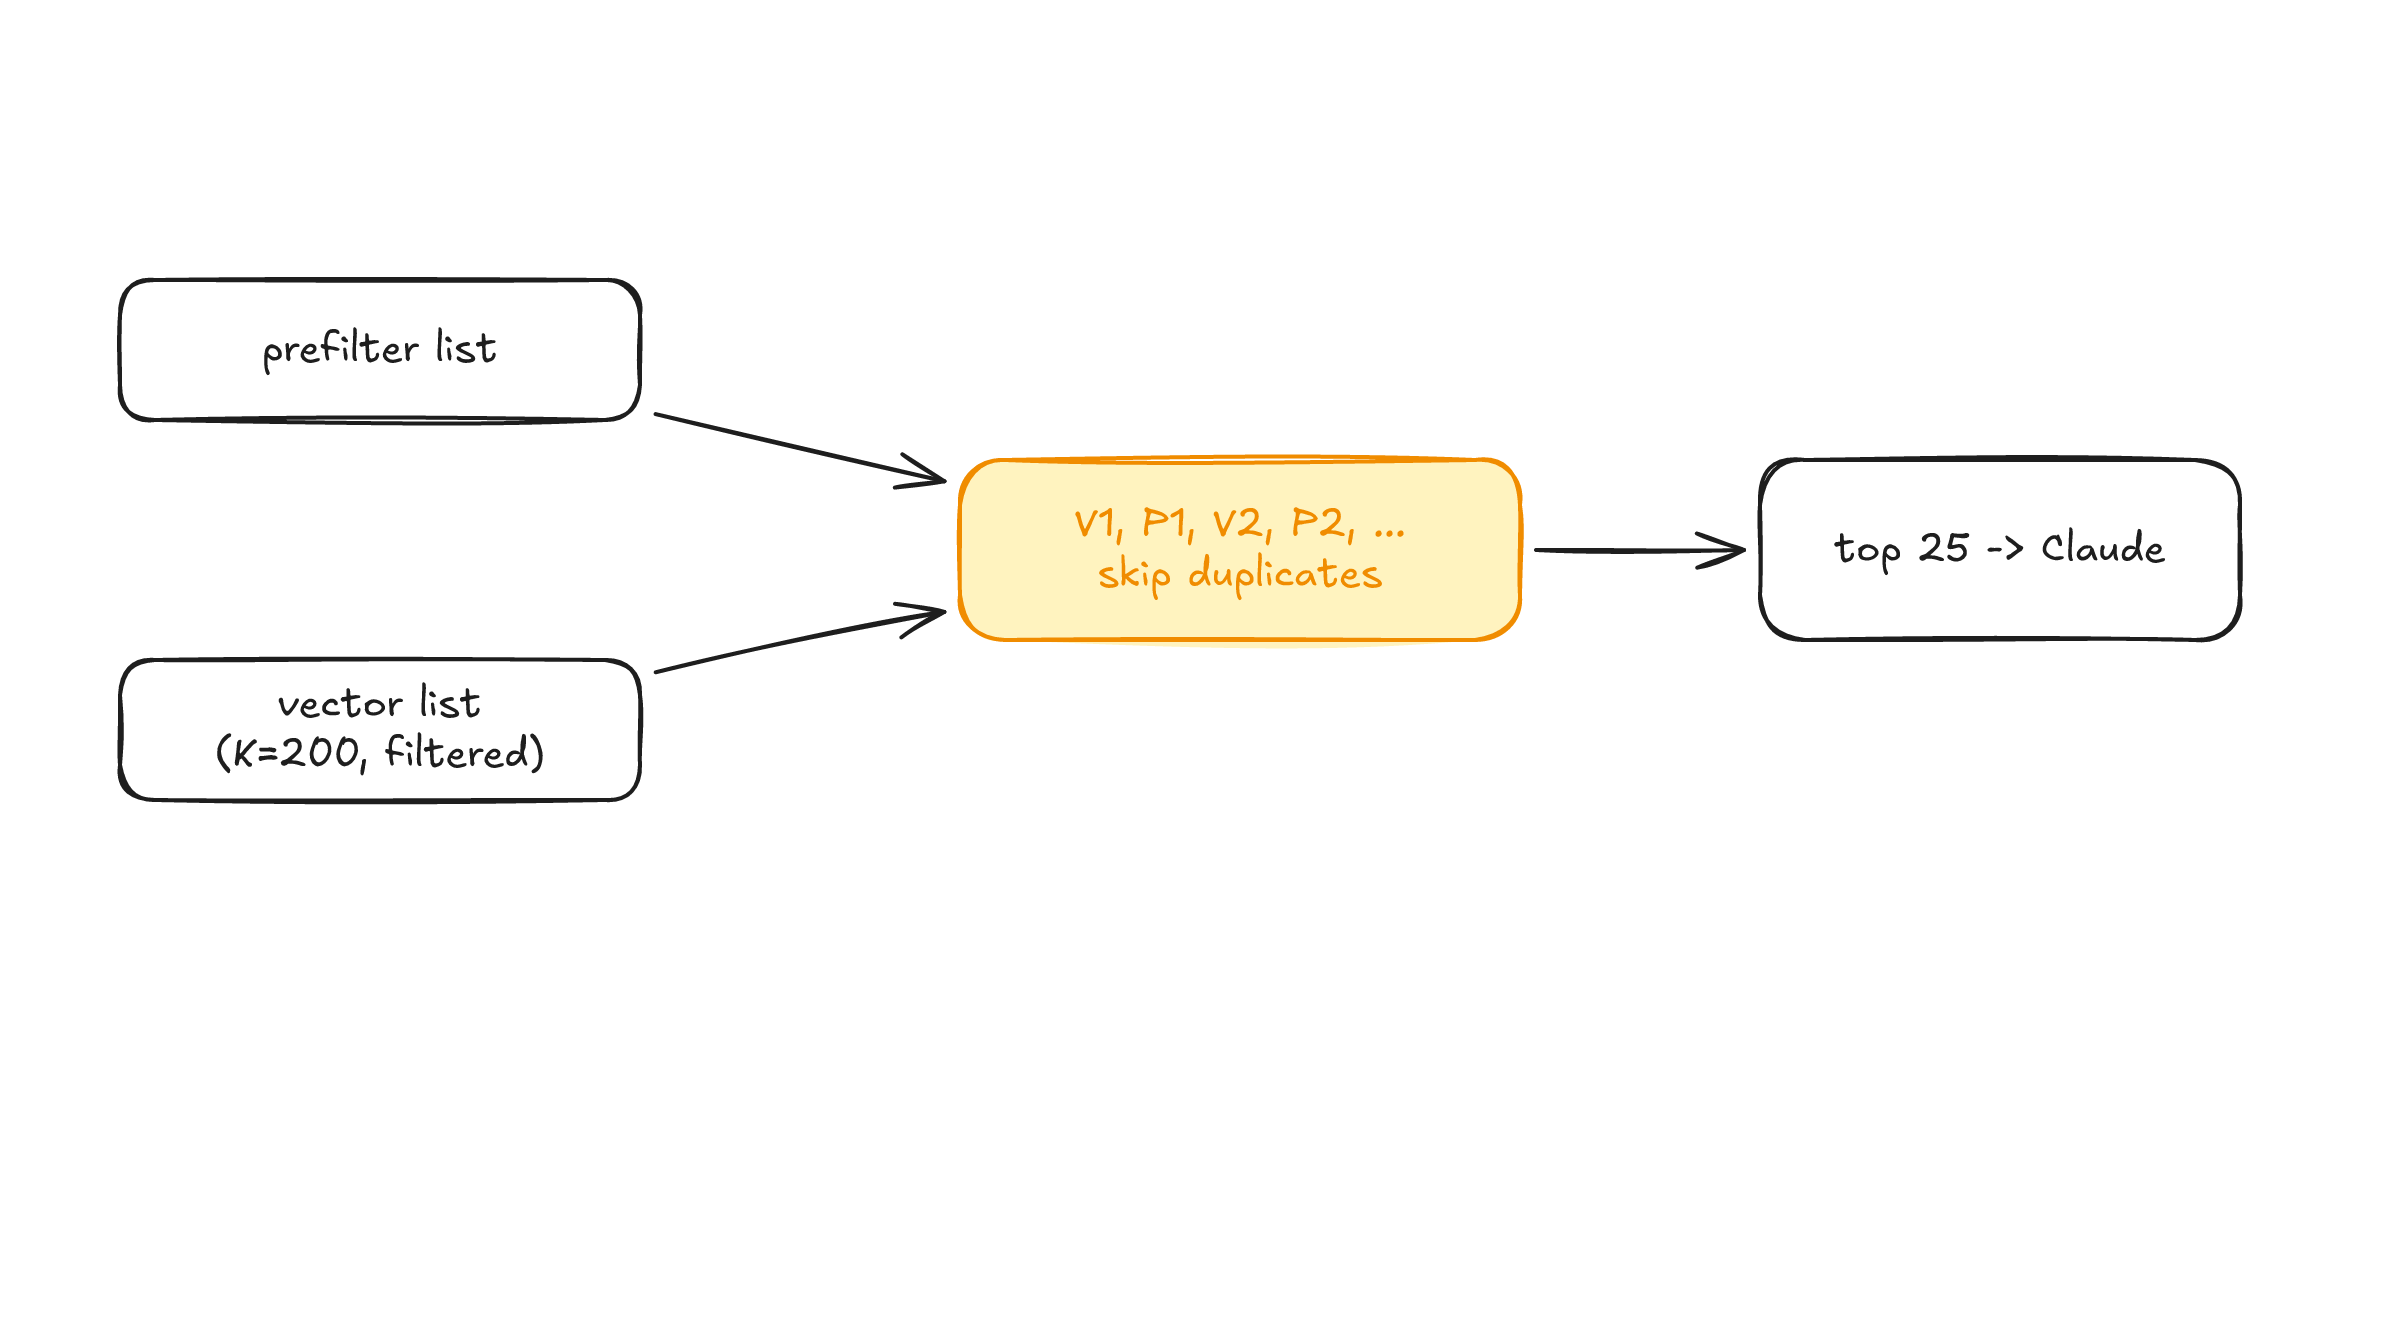 prefilter list
vector list
(K=200, filtered)
V1, P1, V2, P2, ...
skip duplicates
top 25 -> Claude